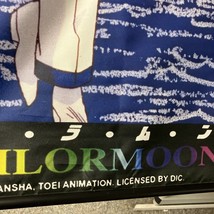 ・ラ・ム・
ILORMOON
ANSHA, TOEI ANIMATION. LICENSED BY DIC.